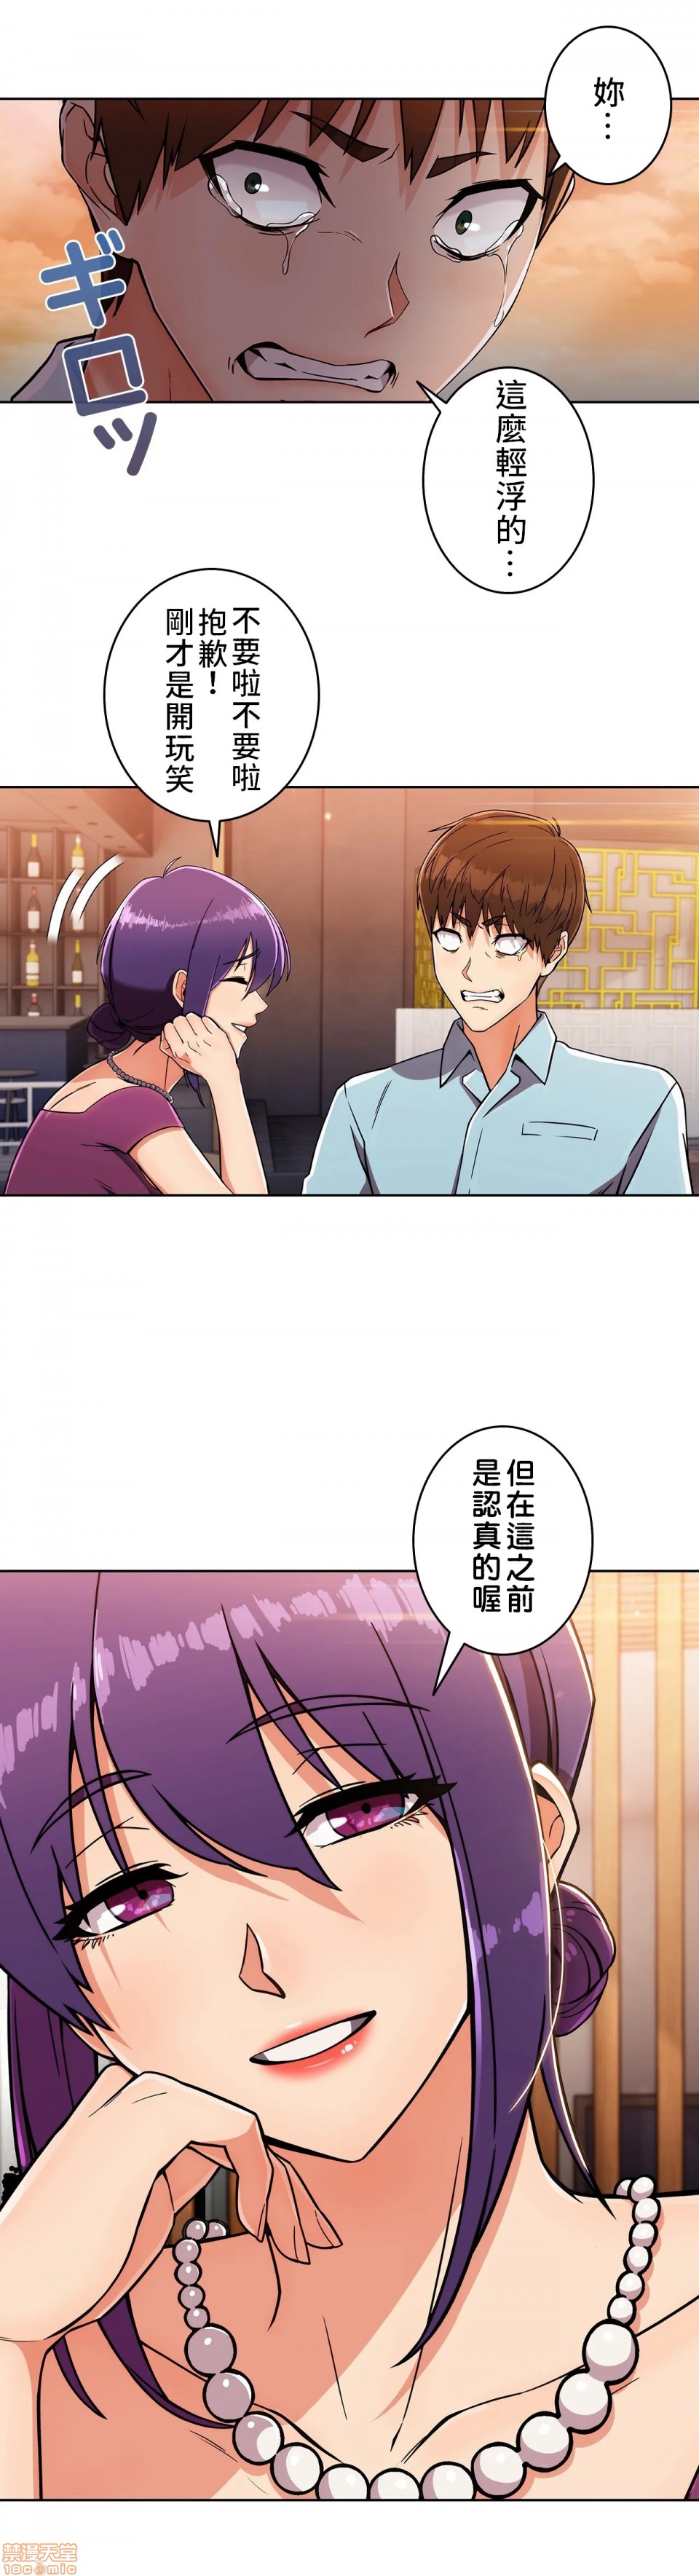 妳…
ギロッ
這麼輕浮的…
不要啦不要啦
抱歉！
剛才是開玩笑
但在這之前
是認真的喔
禁漫天堂
18comic